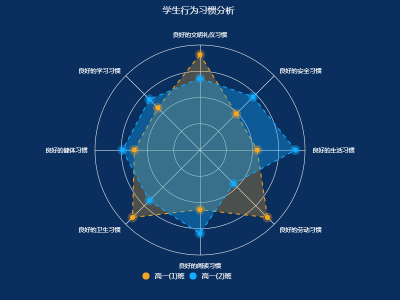 学生行为习惯分析
良好的文明礼仪习惯
良好的学习习惯
良好的安全习惯
良好的健体习惯
良好的生活习惯
良好的卫生习惯
良好的劳动习惯
良好的阅读习惯
高一(1)班 高一(2)班